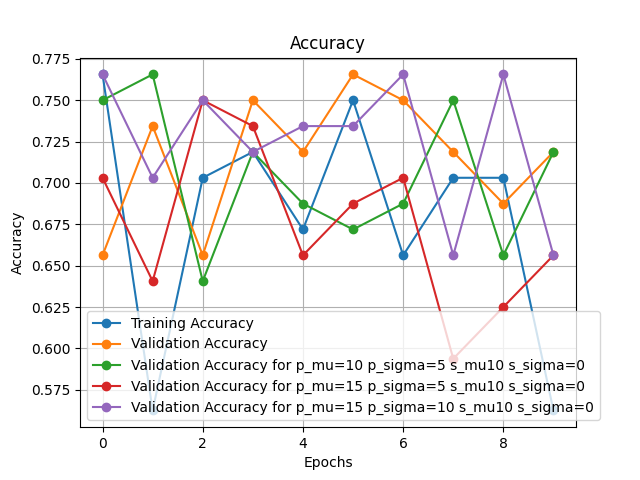 Accuracy
0.775
0.750
0.725
0.700
0.675
0.650
0.625
0.600
0.575
Accuracy
Training Accuracy
Validation Accuracy
Validation Accuracy for p_mu=10 p_sigma=5 s_mu10 s_sigma=0
Validation Accuracy for p_mu=15 p_sigma=5 s_mu10 s_sigma=0
Validation Accuracy for p_mu=15 p_sigma=10 s_mu10 s_sigma=0
0 2 4 6 8
Epochs